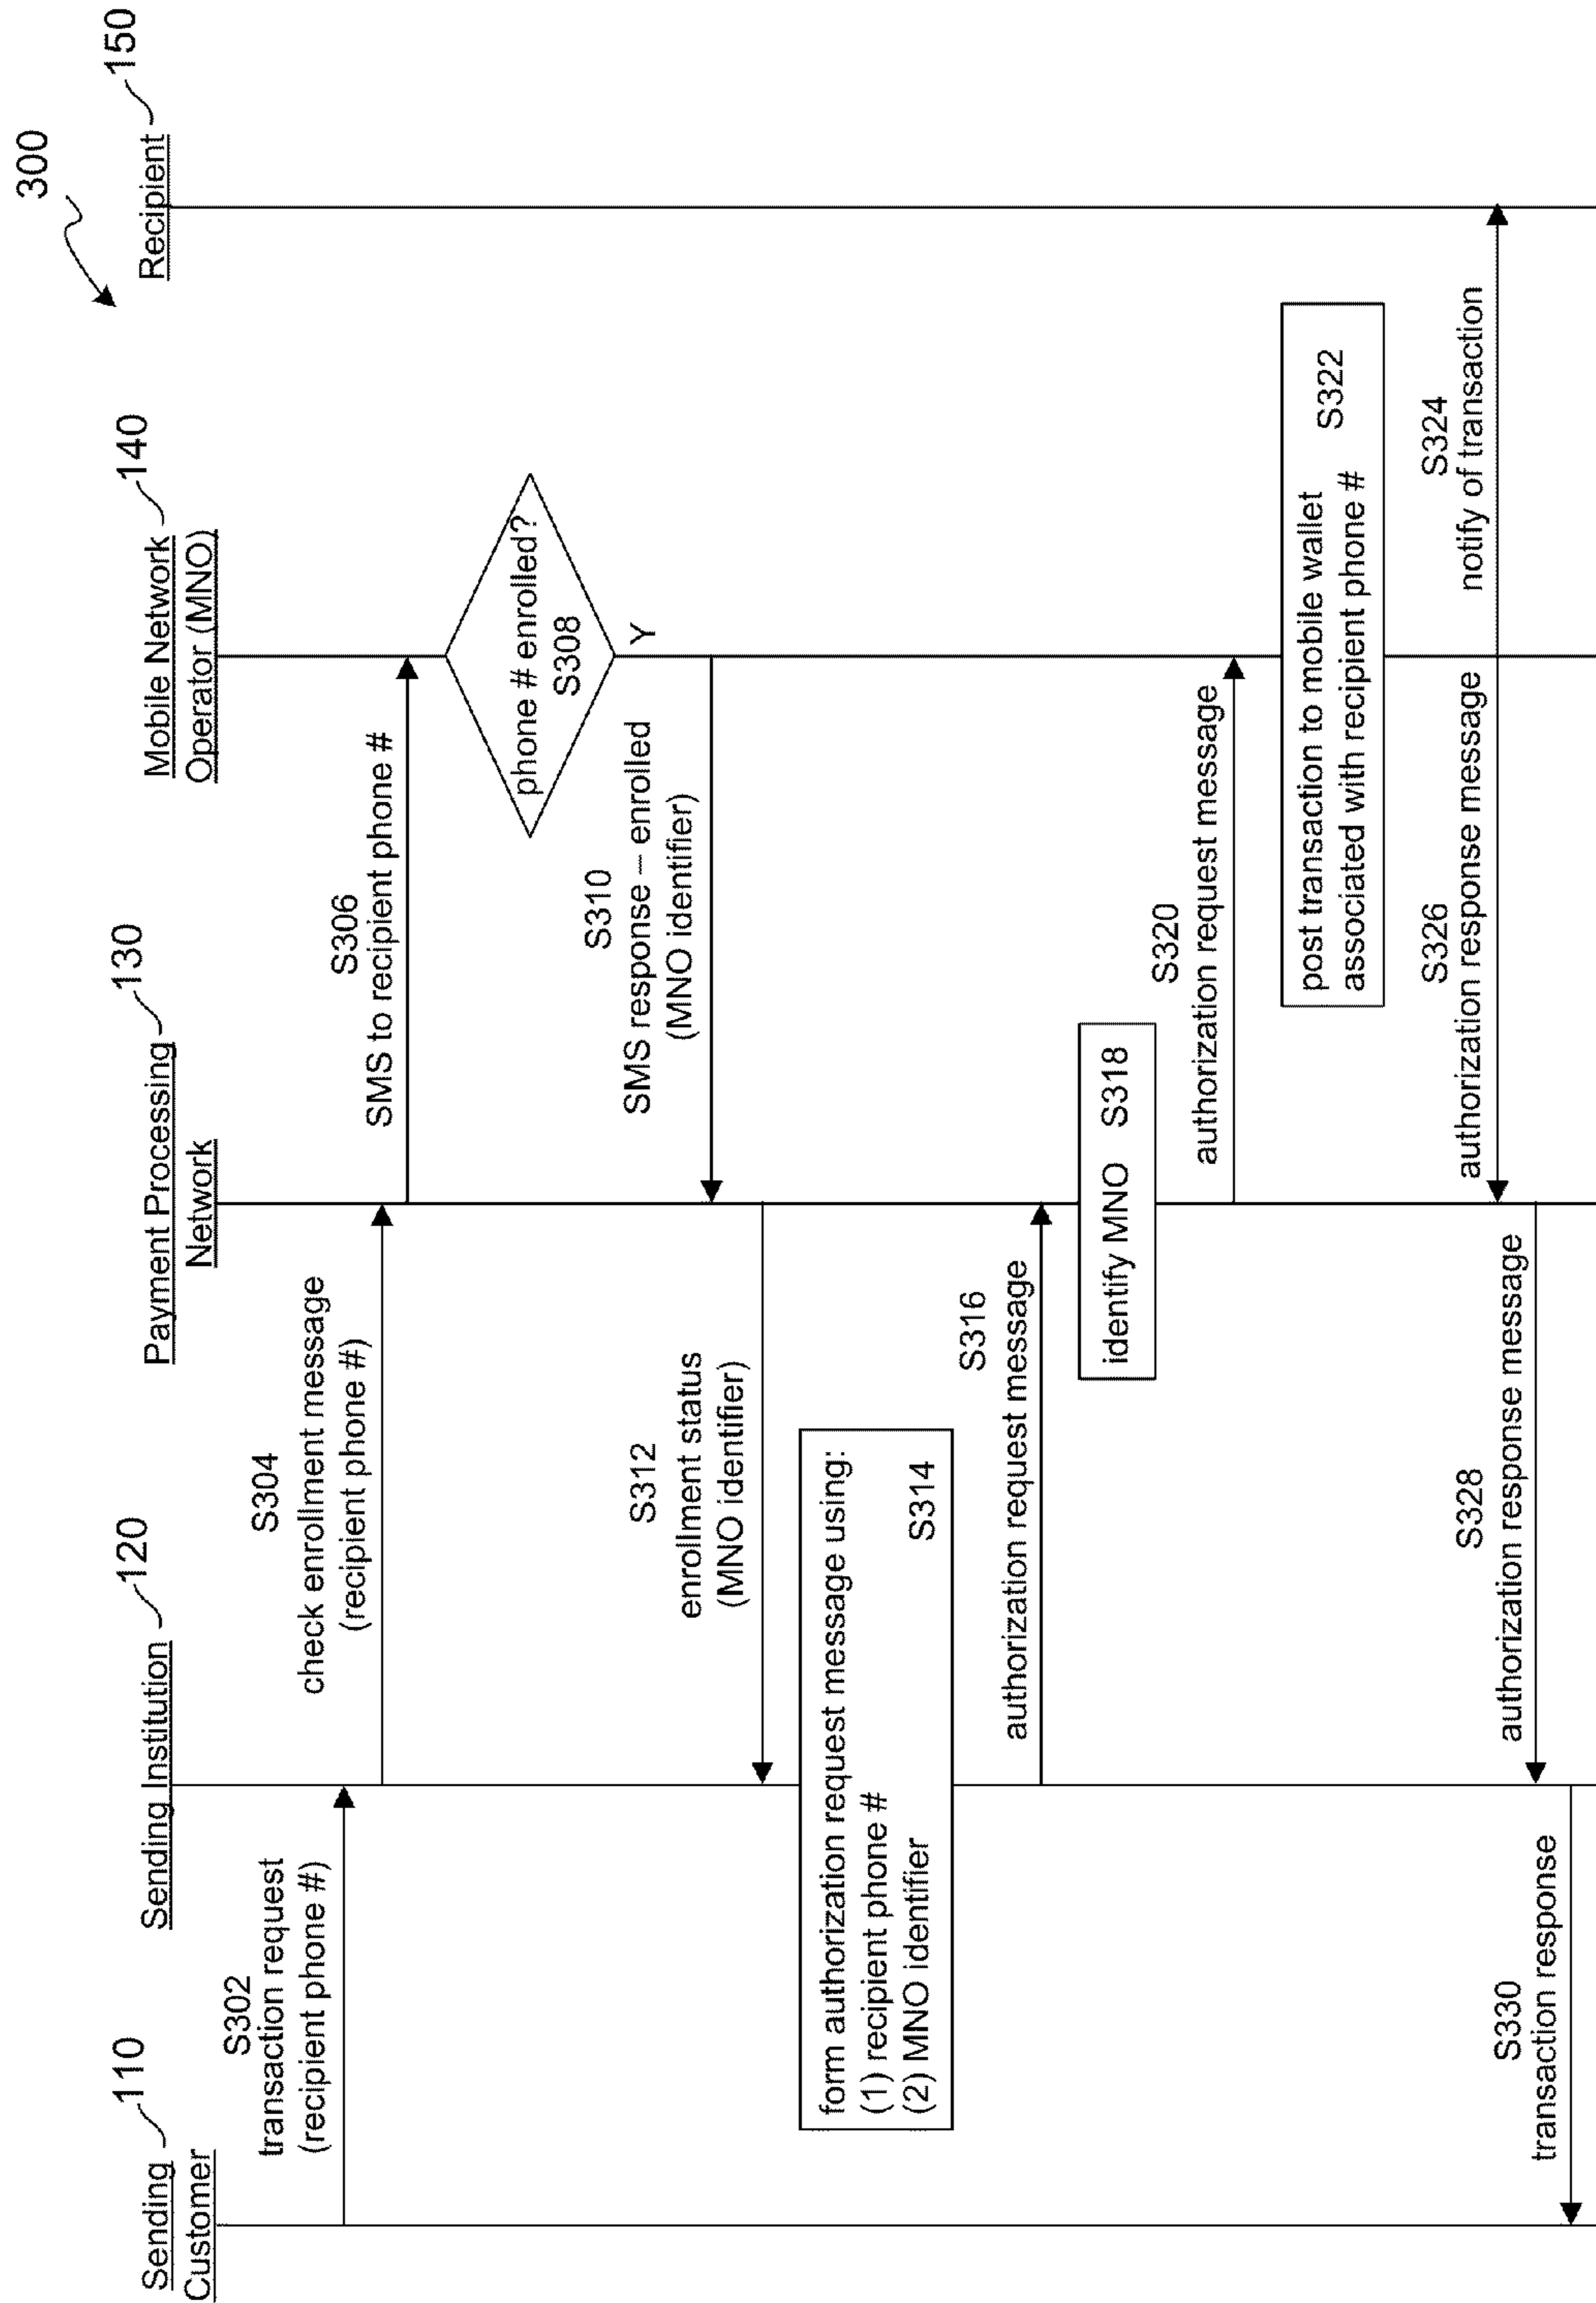 300
Sending 110
Customer
Sending Institution 120
Payment Processing 130
Network
Mobile Network 140
Operator (MNO)
Recipient 150
S302
transaction request
(recipient phone #)
S304
check enrollment message
(recipient phone #)
S306
SMS to recipient phone #
phone # enrolled?
S308
Y
S310
SMS response – enrolled
(MNO identifier)
S312
enrollment status
(MNO identifier)
form authorization request message using:
(1) recipient phone #
(2) MNO identifier S314
S316
authorization request message
identify MNO S318
S320
authorization request message
post transaction to mobile wallet
associated with recipient phone # S322
S324
notify of transaction
S326
authorization response message
S328
authorization response message
S330
transaction response